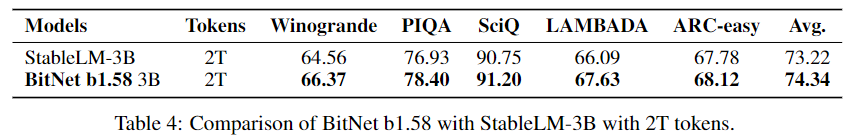 Models Tokens Winogrande PIQA SciQ LAMBADA ARC-easy Avg.
StableLM-3B 2T 64.56 76.93 90.75 66.09 67.78 73.22
BitNet b1.58 3B 2T 66.37 78.40 91.20 67.63 68.12 74.34
Table 4: Comparison of BitNet b1.58 with StableLM-3B with 2T tokens.